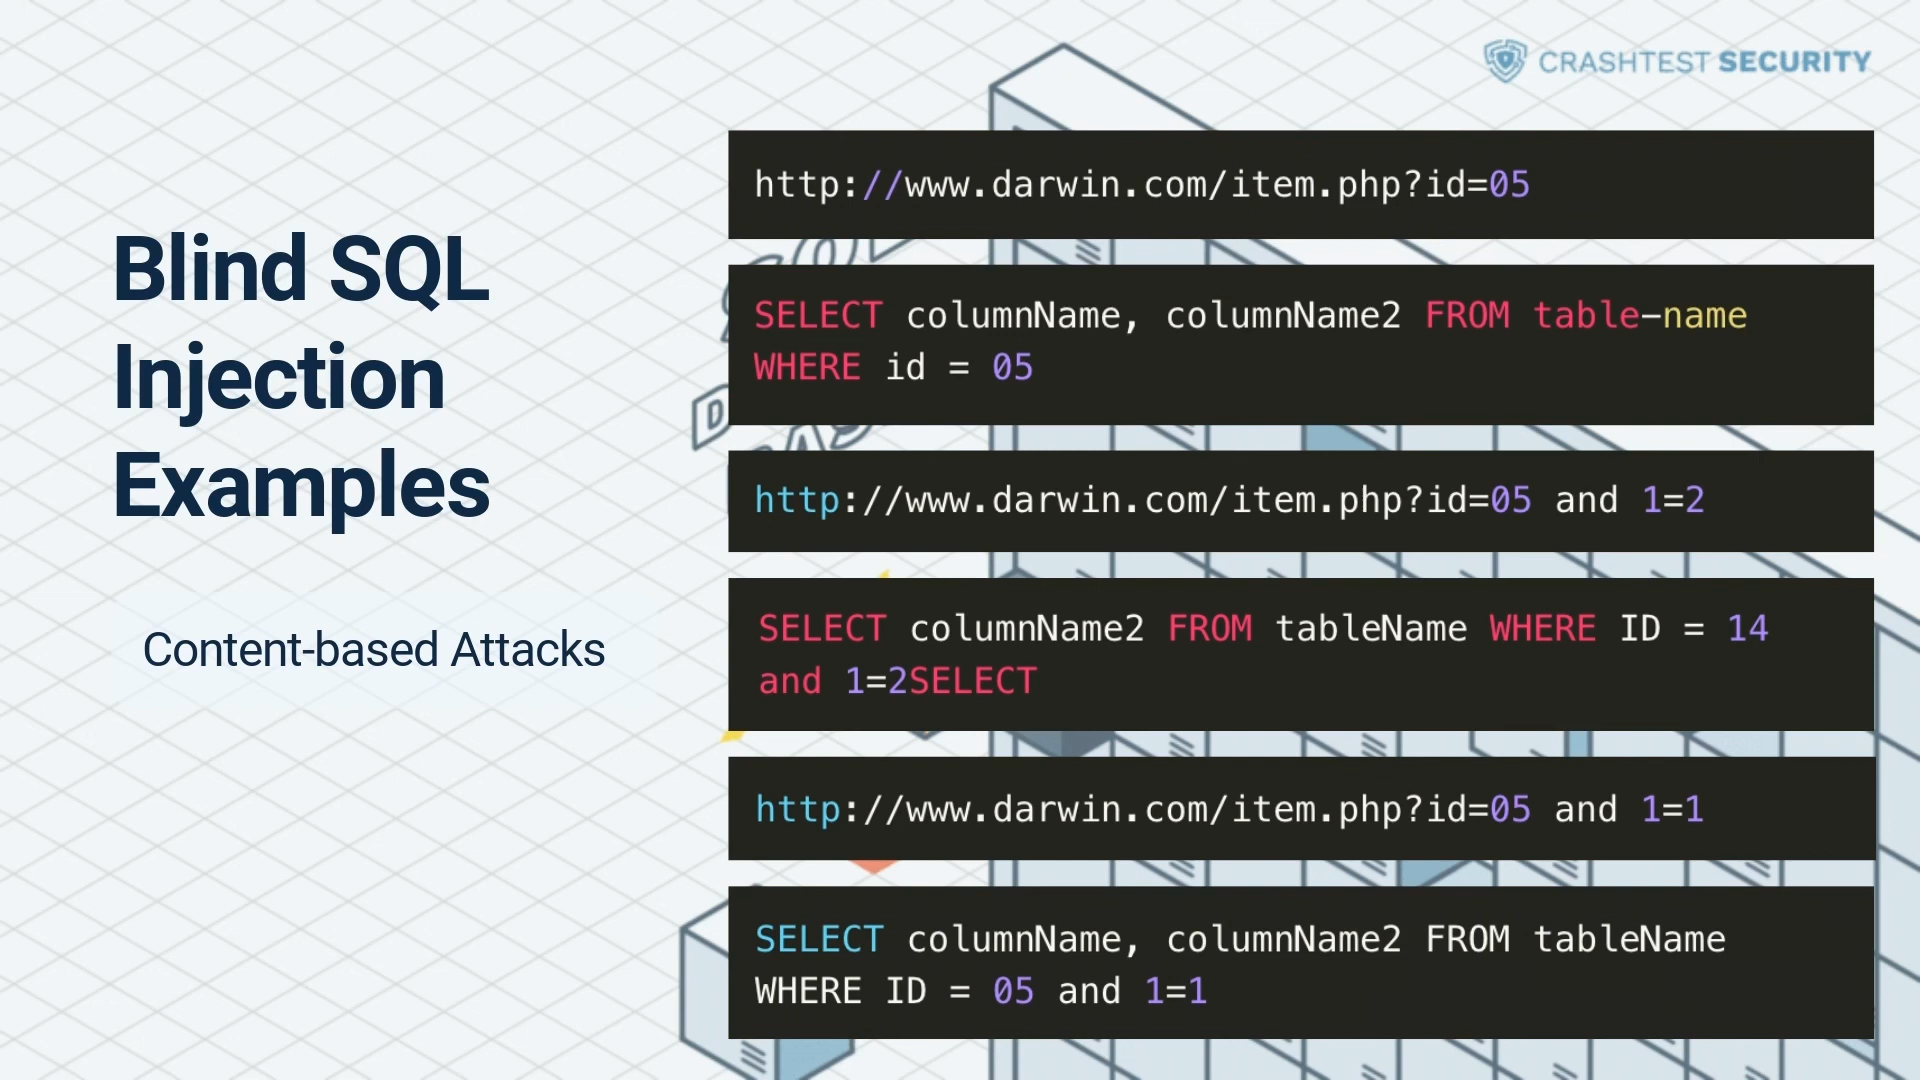 CRASHTEST SECURITY
Blind SQL
Injection
Examples
Content-based Attacks
http://www.darwin.com/item.php?id=05
SELECT columnName, columnName2 FROM table-name
WHERE id = 05
http://www.darwin.com/item.php?id=05 and 1=2
SELECT columnName2 FROM tableName WHERE ID = 14
and 1=2SELECT
http://www.darwin.com/item.php?id=05 and 1=1
SELECT columnName, columnName2 FROM tableName
WHERE ID = 05 and 1=1